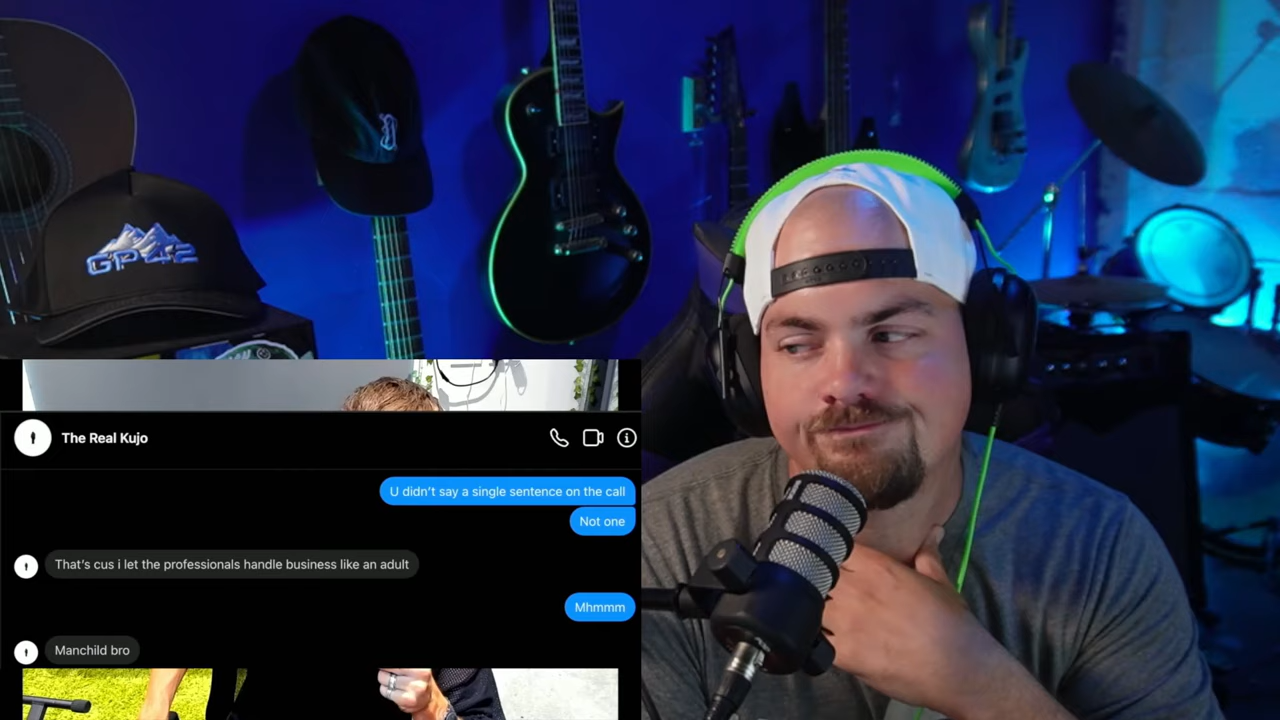 GP42
The Real Kujo
U didn't say a single sentence on the call
Not one
That's cus i let the professionals handle business like an adult
Mhmmm
Manchild bro